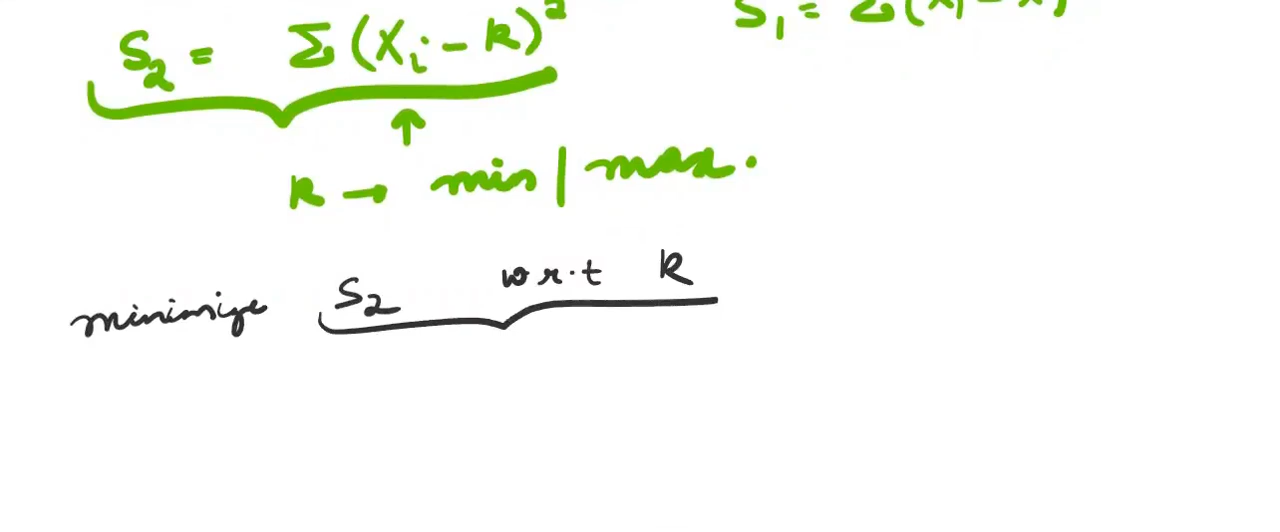 S₂ = Σ(Xᵢ - k)²
k → min | max.
minimize S₂ w.r.t k